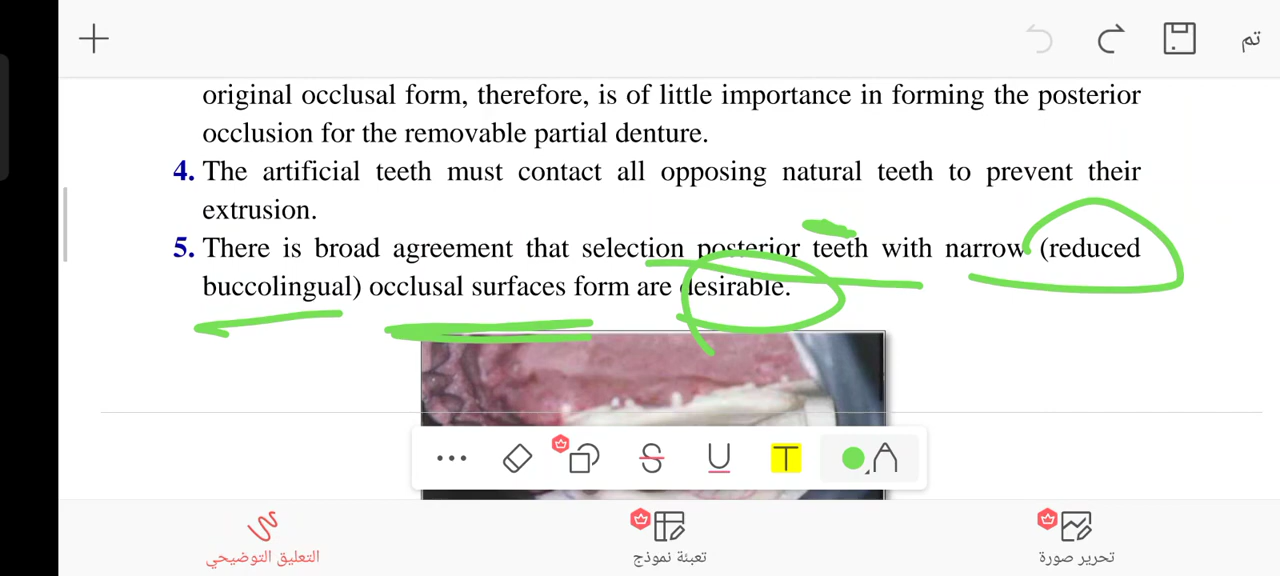 تم
original occlusal form, therefore, is of little importance in forming the posterior
occlusion for the removable partial denture.
4. The artificial teeth must contact all opposing natural teeth to prevent their
extrusion.
5. There is broad agreement that selection posterior teeth with narrow (reduced
buccolingual) occlusal surfaces form are desirable.
التعليق التوضيحي
تعبئة نموذج
تحرير صورة